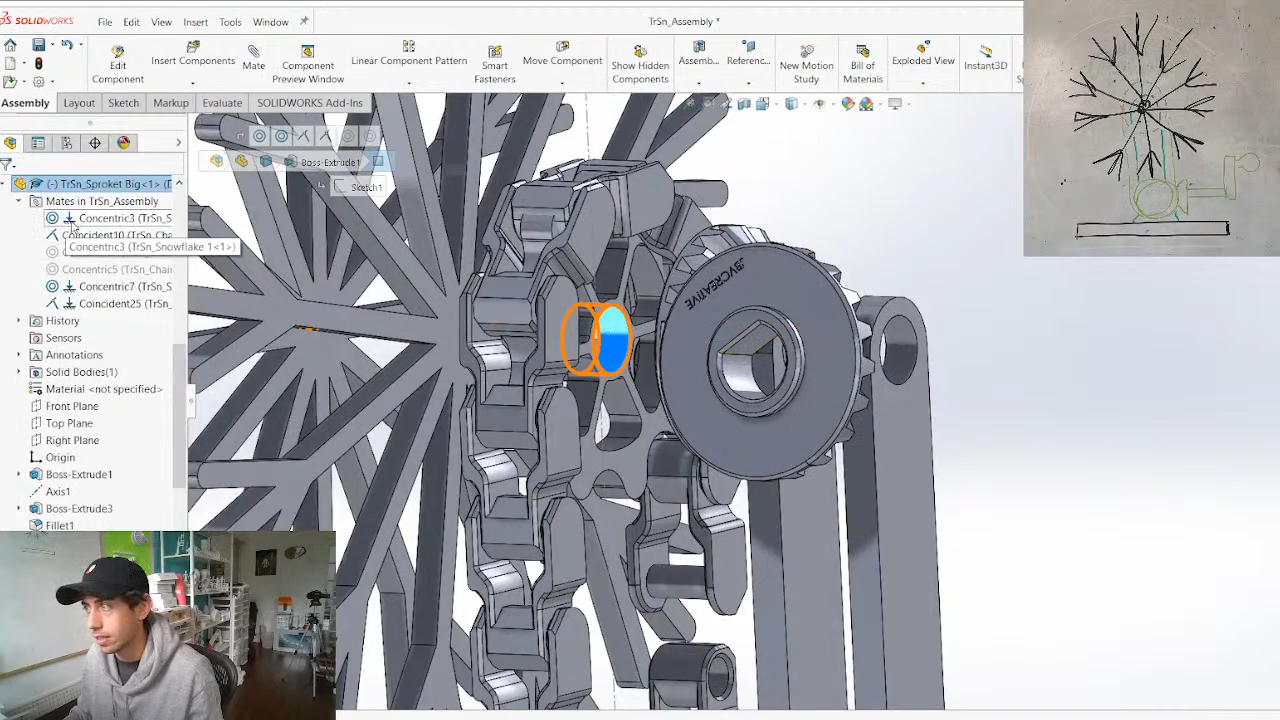 SOLIDWORKS
File Edit View Insert Tools Window
TrSn_Assembly *
Edit Component
Insert Components
Mate
Component Preview Window
Linear Component Pattern
Smart Fasteners
Move Component
Show Hidden Components
Assemb...
Referenc...
New Motion Study
Bill of Materials
Exploded View
Instant3D
Assembly Layout Sketch Markup Evaluate SOLIDWORKS Add-Ins
Boss-Extrude1
Sketch1
(-) TrSn_Sproket Big<1> (D
Mates in TrSn_Assembly
Concentric3 (TrSn_S
Coincident10 (TrSn_Cha
Concentric3 (TrSn_Snowflake 1<1>)
Concentric5 (TrSn_Chain
Concentric7 (TrSn_S
Coincident25 (TrSn_
History
Sensors
Annotations
Solid Bodies(1)
Material <not specified>
Front Plane
Top Plane
Right Plane
Origin
Boss-Extrude1
Axis1
Boss-Extrude3
Fillet1
JBVCREATIVE